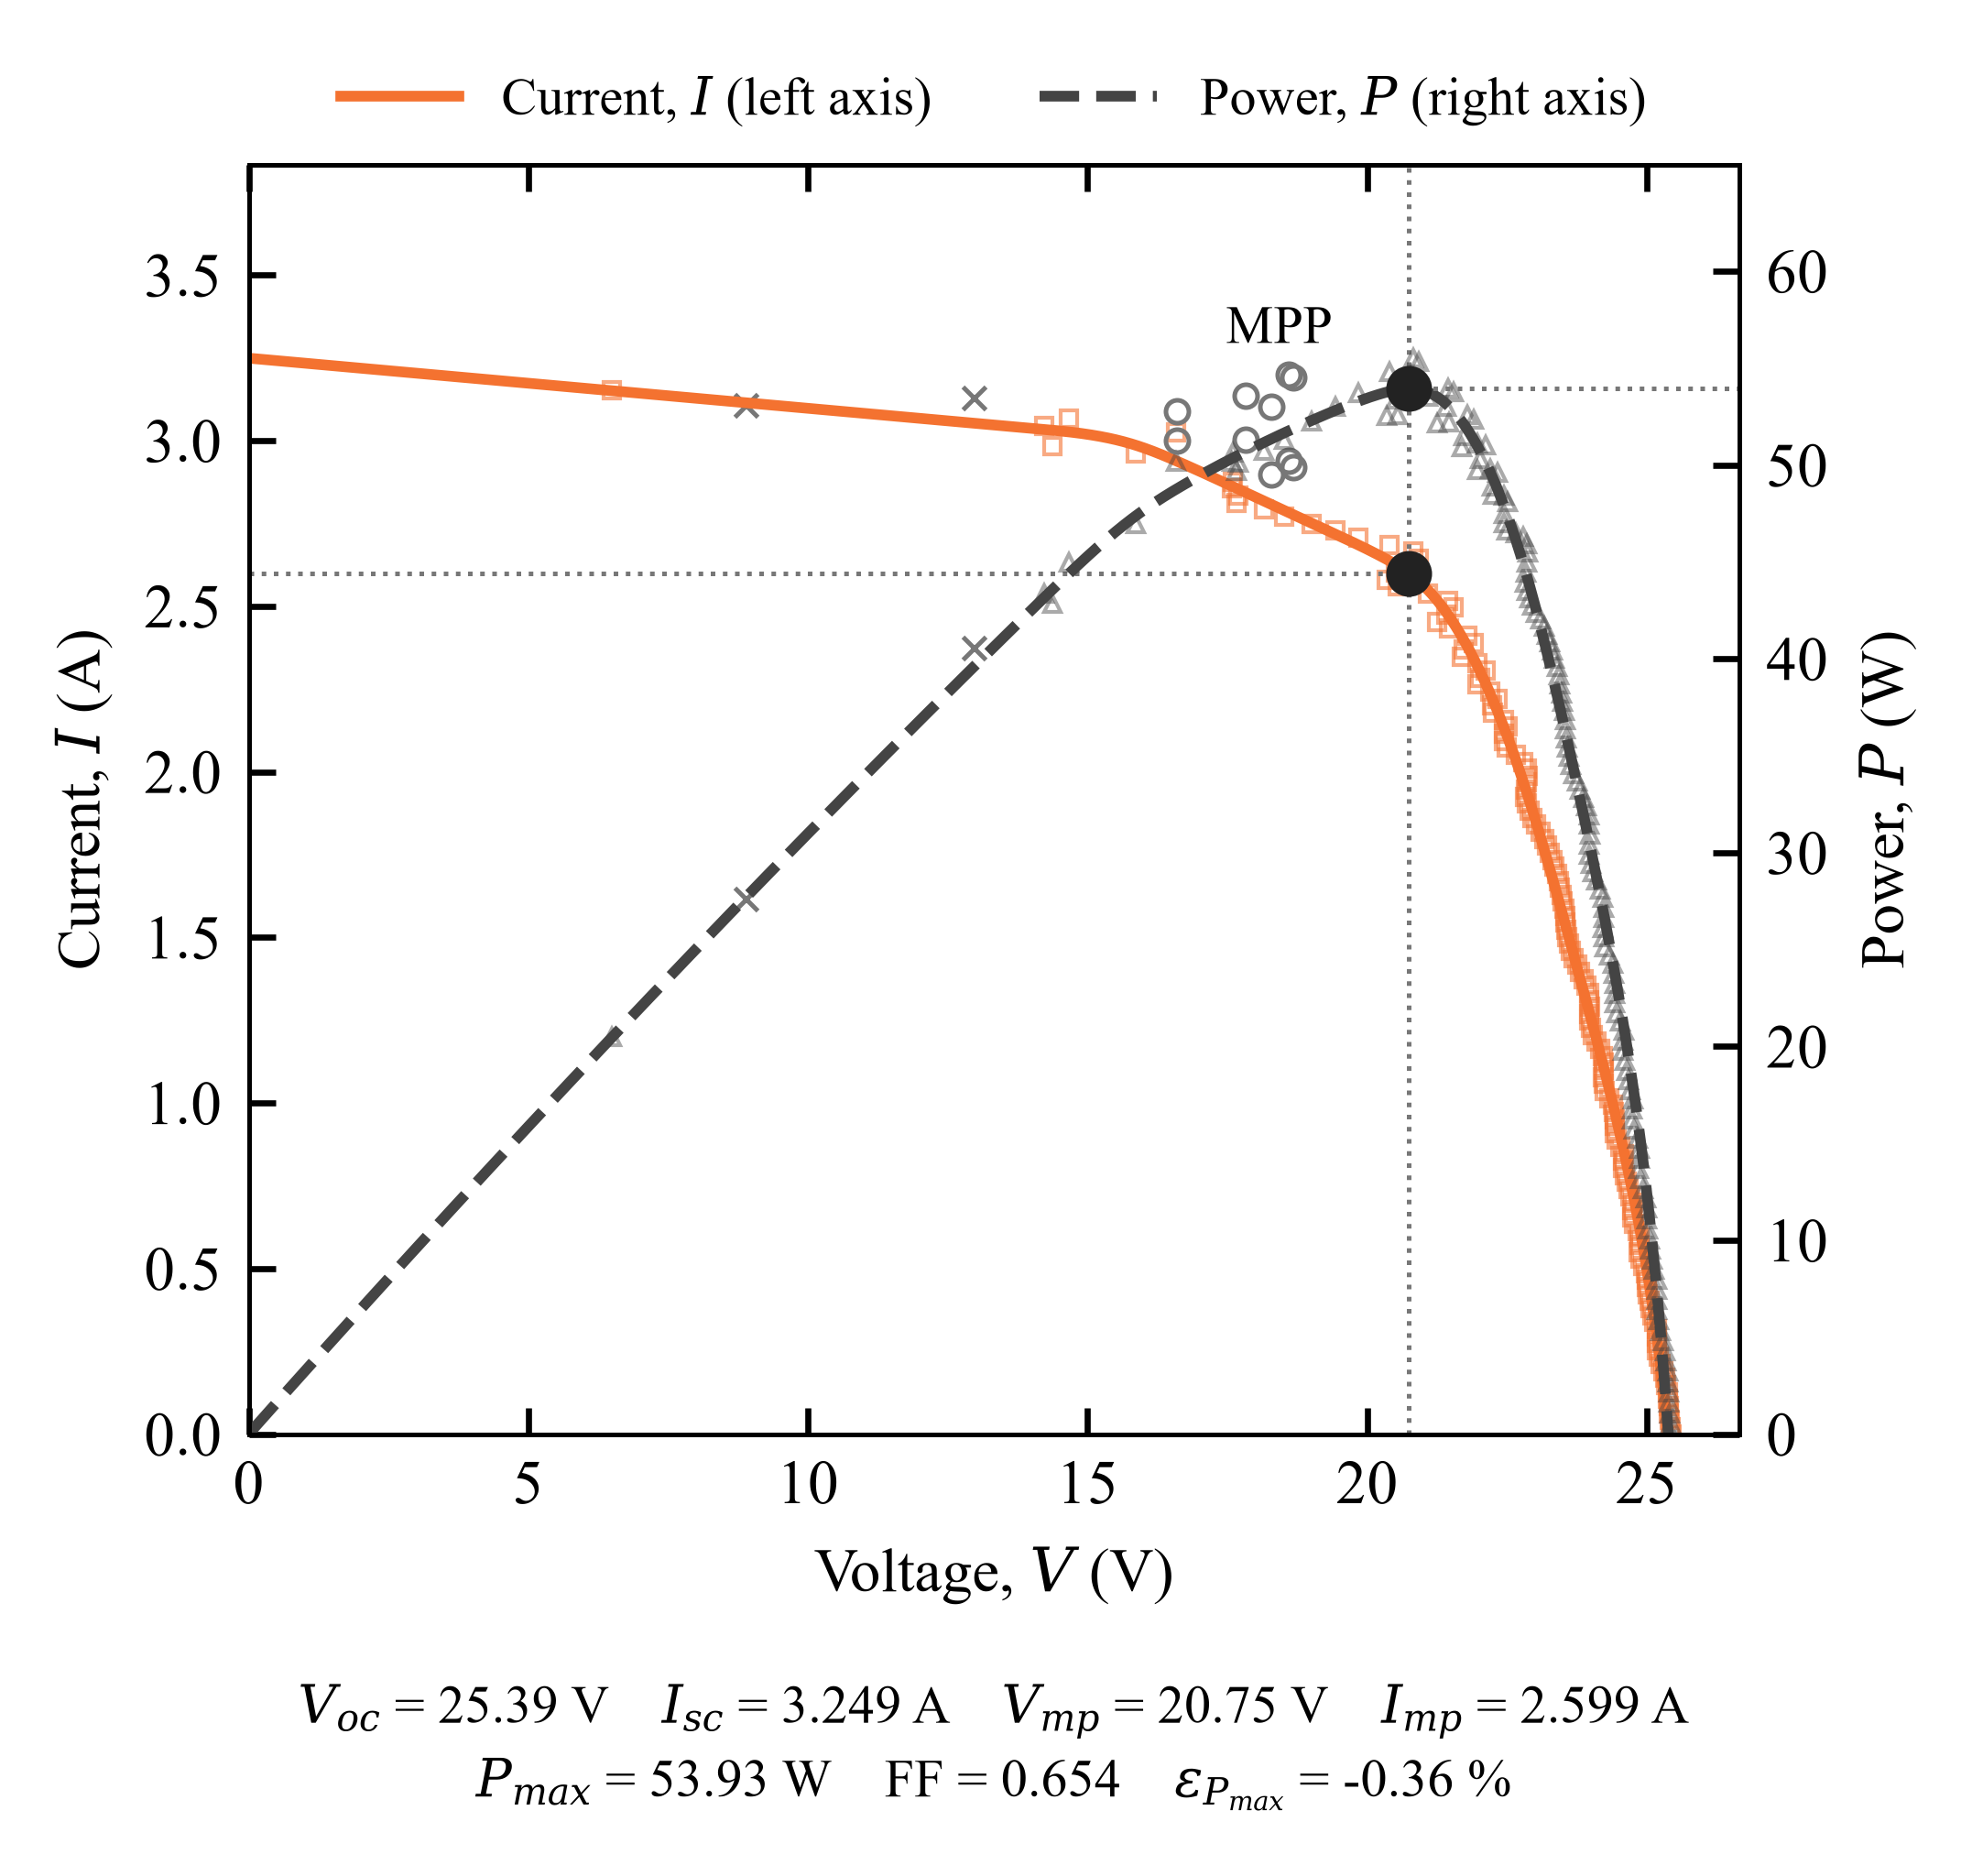 Current, I (left axis) Power, P (right axis)
MPP
Current, I (A)
3.5
3.0
2.5
2.0
1.5
1.0
0.5
0.0
60
50
40
30
20
10
0
Power, P (W)
0 5 10 15 20 25
Voltage, V (V)
V_oc = 25.39 V I_sc = 3.249 A V_mp = 20.75 V I_mp = 2.599 A
P_max = 53.93 W FF = 0.654 ε_P_max = -0.36 %